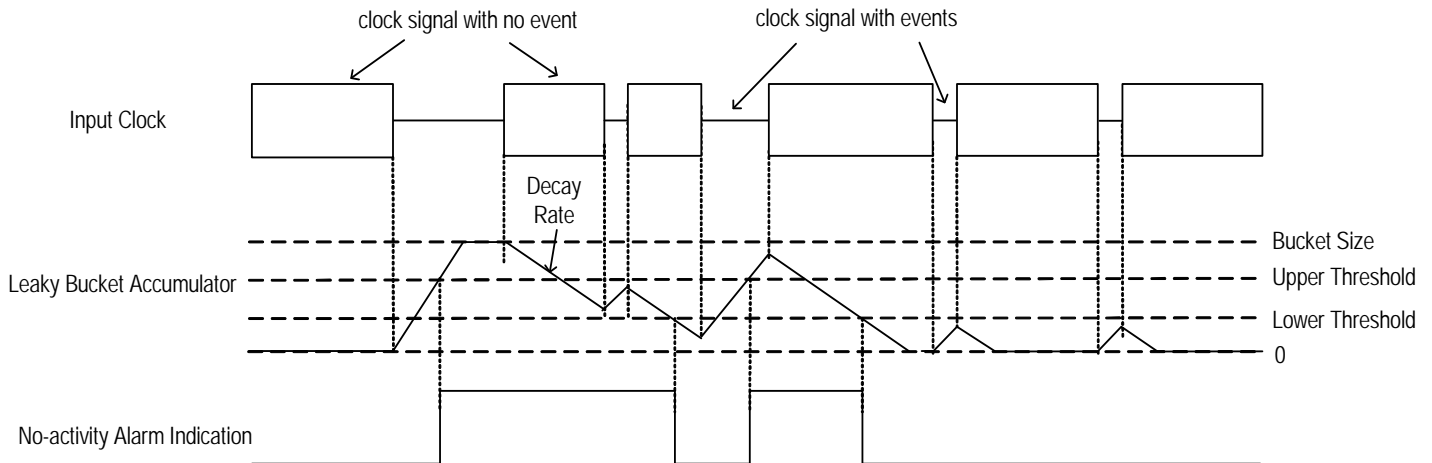 clock signal with no event
clock signal with events
Input Clock
Decay
Rate
Bucket Size
Upper Threshold
Leaky Bucket Accumulator
Lower Threshold
0
No-activity Alarm Indication